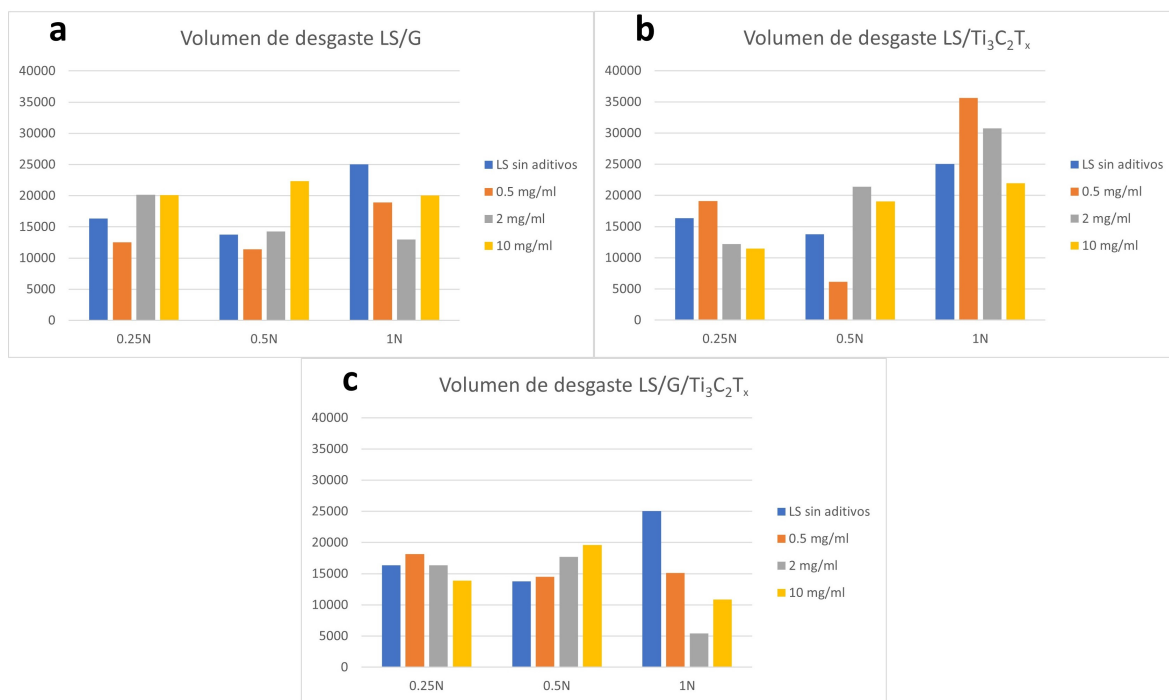 a
Volumen de desgaste LS/G
40000
35000
30000
25000
20000
15000
10000
5000
0
0.25N 0.5N 1N
LS sin aditivos
0.5 mg/ml
2 mg/ml
10 mg/ml
b
Volumen de desgaste LS/Ti₃C₂Tₓ
40000
35000
30000
25000
20000
15000
10000
5000
0
0.25N 0.5N 1N
LS sin aditivos
0.5 mg/ml
2 mg/ml
10 mg/ml
c
Volumen de desgaste LS/G/Ti₃C₂Tₓ
40000
35000
30000
25000
20000
15000
10000
5000
0
0.25N 0.5N 1N
LS sin aditivos
0.5 mg/ml
2 mg/ml
10 mg/ml